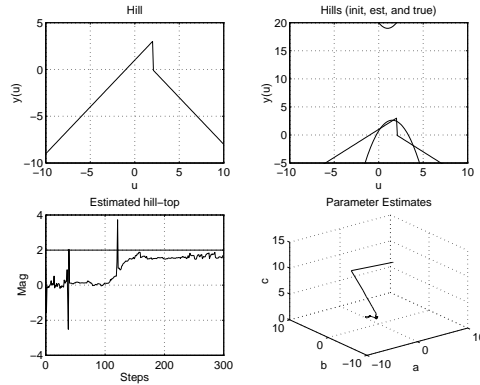 Hill
5
0
−5
−10
y(u)
−10 −5 0 5 10
u
Hills (init, est, and true)
20
15
10
5
0
−5
y(u)
−10 −5 0 5 10
u
Estimated hill−top
4
2
0
−2
−4
Mag
0 100 200 300
Steps
Parameter Estimates
15
10
5
0
c
10
0
−10
b
−10
0
10
a